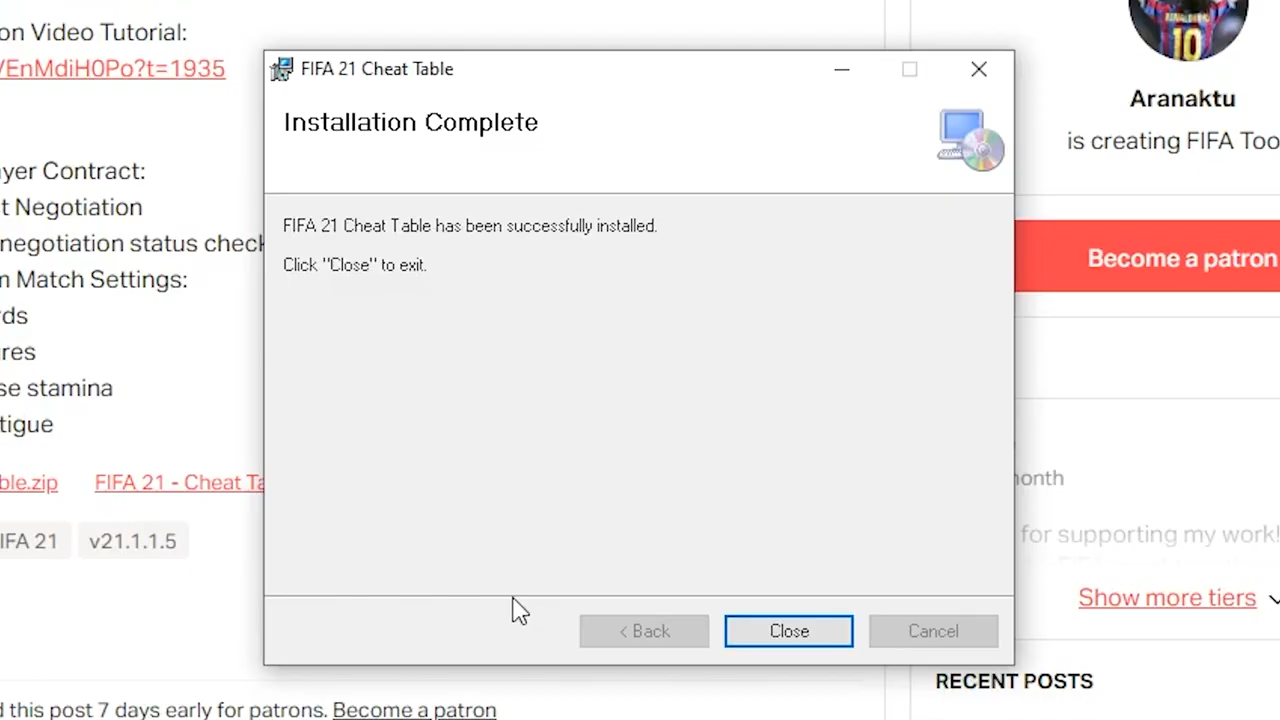 on Video Tutorial:
VEnMdiH0Po?t=1935
yer Contract:
t Negotiation
negotiation status check
m Match Settings:
rds
res
se stamina
tigue
ble.zip FIFA 21 - Cheat Ta
IFA 21 v21.1.1.5
d this post 7 days early for patrons. Become a patron
FIFA 21 Cheat Table
Installation Complete
FIFA 21 Cheat Table has been successfully installed.
Click "Close" to exit.
< Back Close Cancel
10
Aranaktu
is creating FIFA Too
Become a patron
month
for supporting my work!
Show more tiers
RECENT POSTS